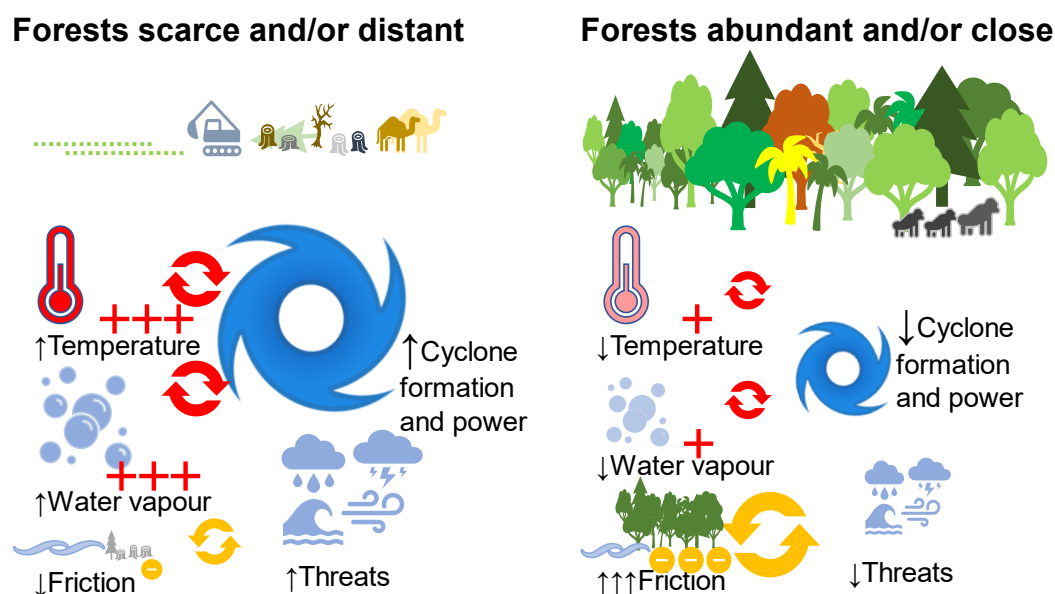 Forests scarce and/or distant
+++
↑Temperature
↑Cyclone
formation
and power
+++
↑Water vapour
−
↓Friction
↑Threats
Forests abundant and/or close
+
↓Temperature
↓Cyclone
formation
and power
+
↓Water vapour
− − −
↑↑↑Friction
↓Threats